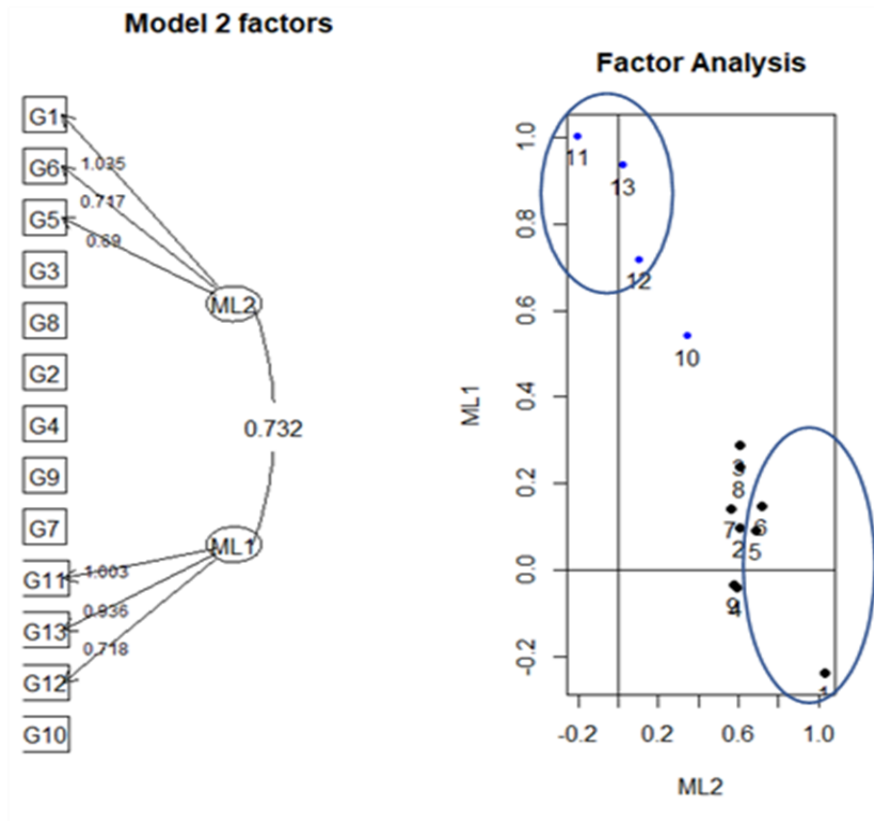 Model 2 factors
G1
G6
G5
G3
G8
G2
G4
G9
G7
G11
G13
G12
G10
1.035
0.717
0.69
ML2
0.732
ML1
1.003
0.936
0.718
Factor Analysis
ML1
1.0
0.8
0.6
0.4
0.2
0.0
-0.2
11
13
12
10
3
8
7
6
2
5
9
4
1
-0.2
0.2
0.6
1.0
ML2